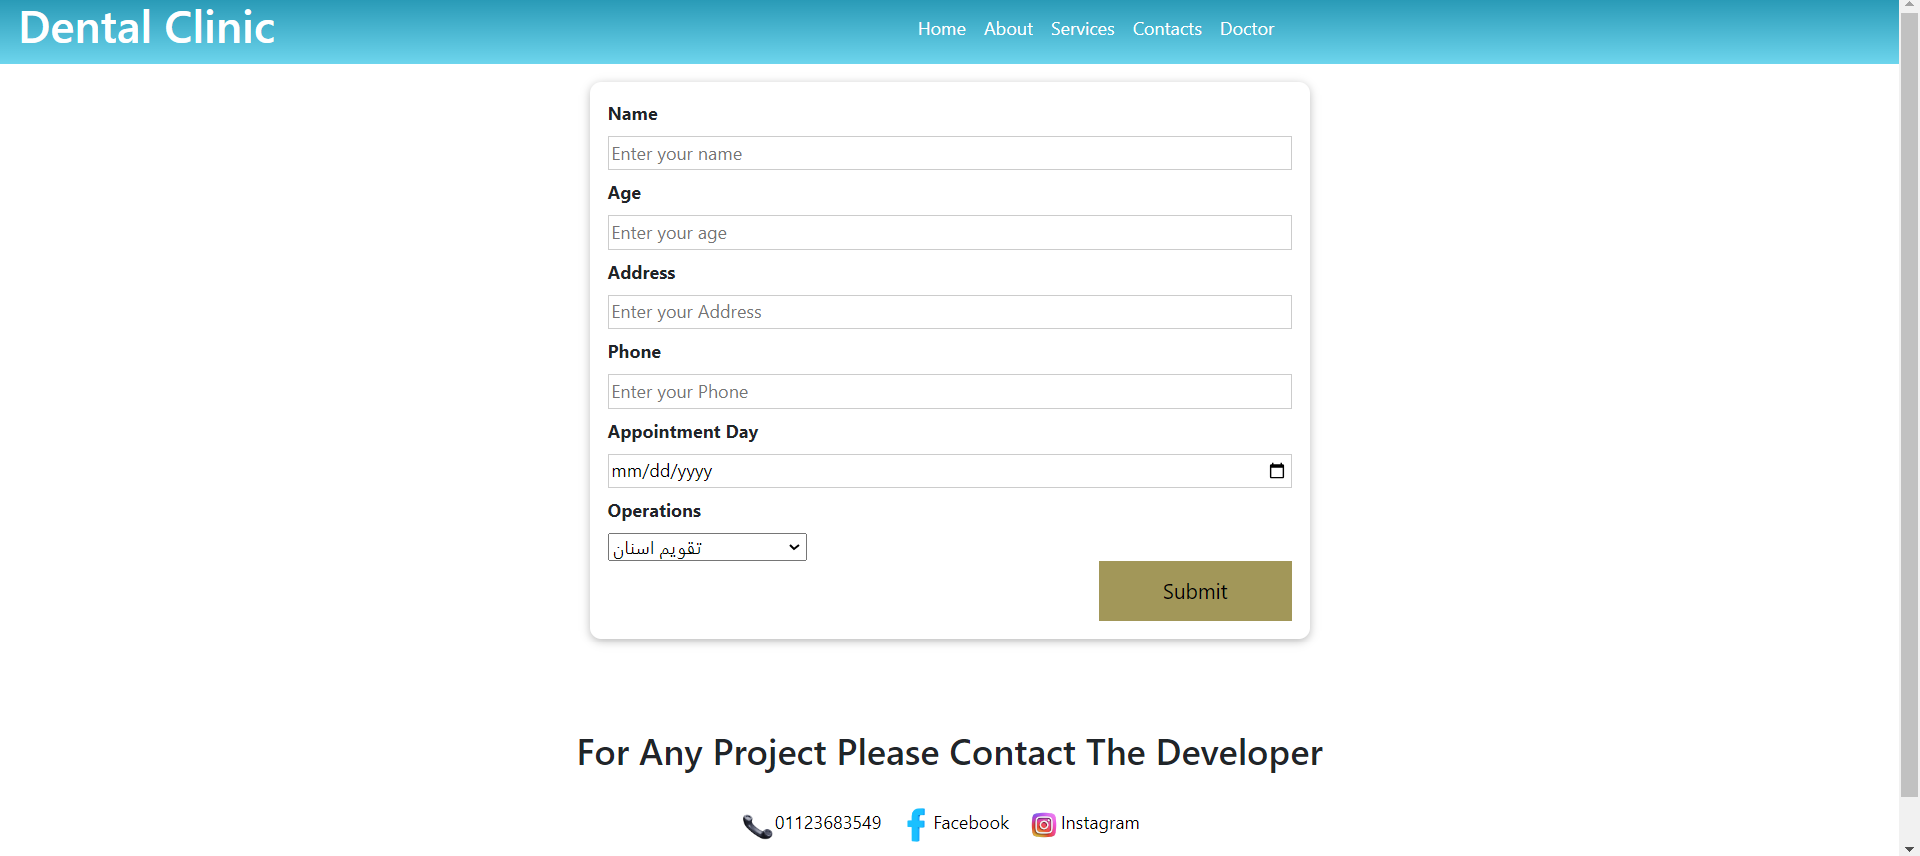 Dental Clinic
Home About Services Contacts Doctor
Name
Enter your name
Age
Enter your age
Address
Enter your Address
Phone
Enter your Phone
Appointment Day
mm/dd/yyyy
Operations
تقويم اسنان
Submit
For Any Project Please Contact The Developer
01123683549 Facebook Instagram